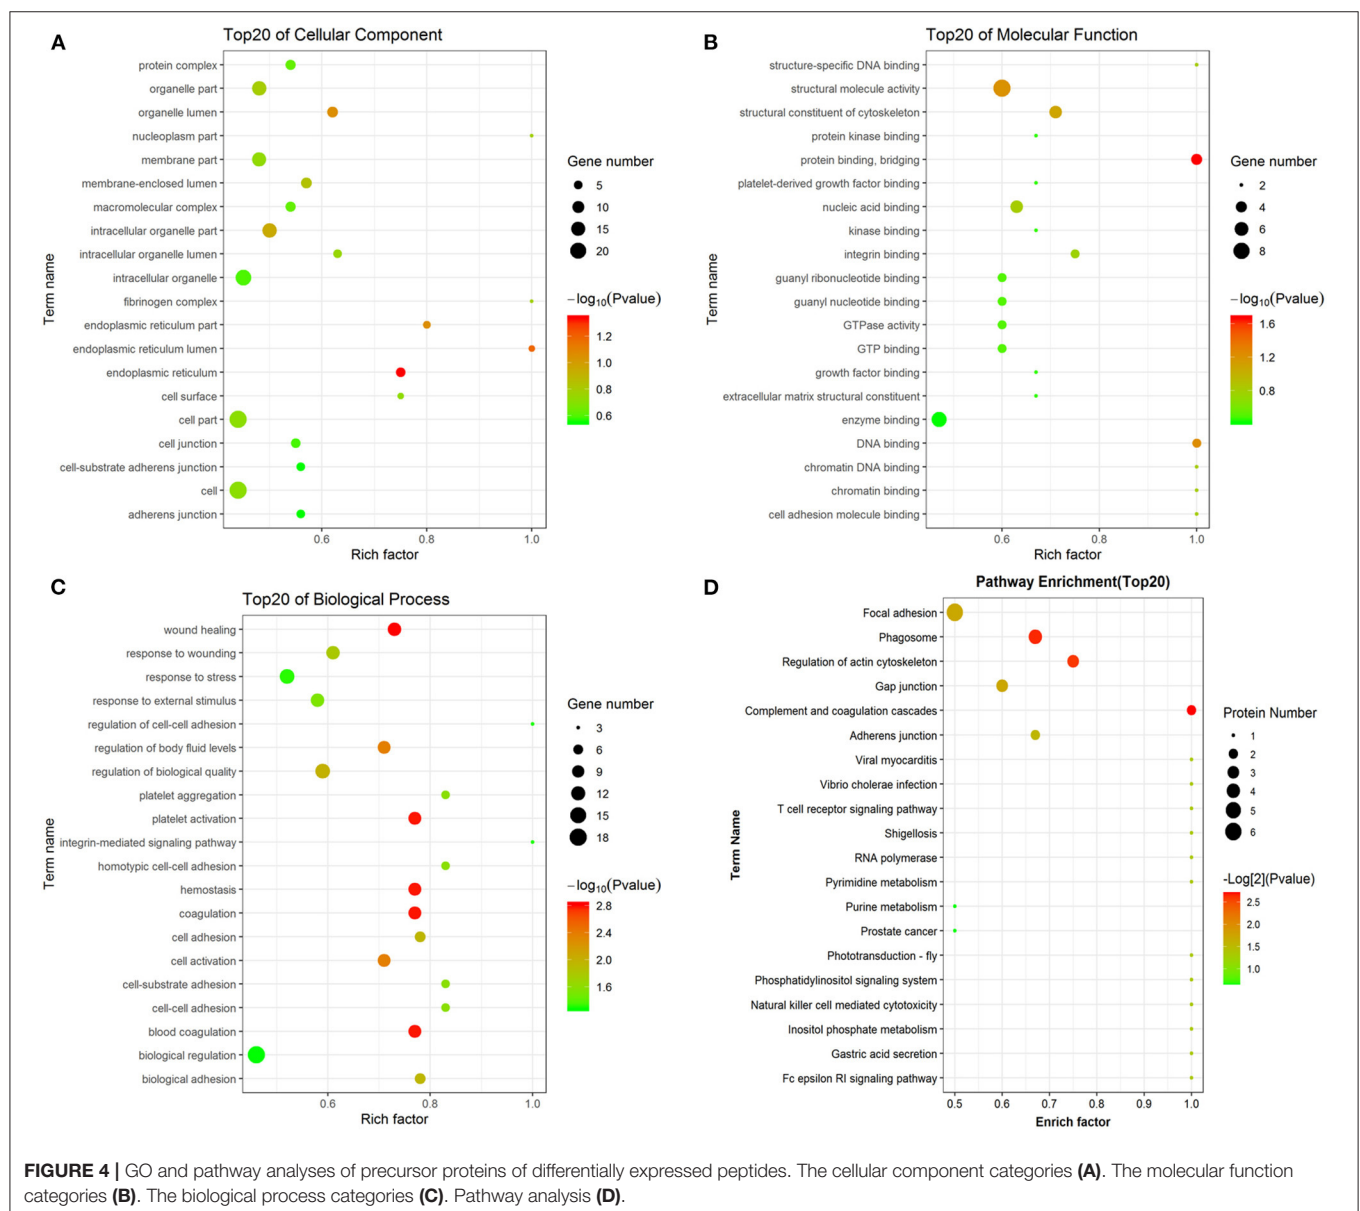 A
Top20 of Cellular Component
protein complex
organelle part
organelle lumen
nucleoplasm part
membrane part
membrane-enclosed lumen
macromolecular complex
intracellular organelle part
intracellular organelle lumen
intracellular organelle
fibrinogen complex
endoplasmic reticulum part
endoplasmic reticulum lumen
endoplasmic reticulum
cell surface
cell part
cell junction
cell-substrate adherens junction
cell
adherens junction
Term name
0.6 0.8 1.0
Rich factor
Gene number
5
10
15
20
−log10(Pvalue)
1.2
1.0
0.8
0.6
B
Top20 of Molecular Function
structure-specific DNA binding
structural molecule activity
structural constituent of cytoskeleton
protein kinase binding
protein binding, bridging
platelet-derived growth factor binding
nucleic acid binding
kinase binding
integrin binding
guanyl ribonucleotide binding
guanyl nucleotide binding
GTPase activity
GTP binding
growth factor binding
extracellular matrix structural constituent
enzyme binding
DNA binding
chromatin DNA binding
chromatin binding
cell adhesion molecule binding
Term name
0.6 0.8 1.0
Rich factor
Gene number
2
4
6
8
−log10(Pvalue)
1.6
1.2
0.8
C
Top20 of Biological Process
wound healing
response to wounding
response to stress
response to external stimulus
regulation of cell-cell adhesion
regulation of body fluid levels
regulation of biological quality
platelet aggregation
platelet activation
integrin-mediated signaling pathway
homotypic cell-cell adhesion
hemostasis
coagulation
cell adhesion
cell activation
cell-substrate adhesion
cell-cell adhesion
blood coagulation
biological regulation
biological adhesion
Term name
0.6 0.8 1.0
Rich factor
Gene number
3
6
9
12
15
18
−log10(Pvalue)
2.8
2.4
2.0
1.6
D
Pathway Enrichment(Top20)
Focal adhesion
Phagosome
Regulation of actin cytoskeleton
Gap junction
Complement and coagulation cascades
Adherens junction
Viral myocarditis
Vibrio cholerae infection
T cell receptor signaling pathway
Shigellosis
RNA polymerase
Pyrimidine metabolism
Purine metabolism
Prostate cancer
Phototransduction - fly
Phosphatidylinositol signaling system
Natural killer cell mediated cytotoxicity
Inositol phosphate metabolism
Gastric acid secretion
Fc epsilon RI signaling pathway
Term Name
0.5 0.6 0.7 0.8 0.9 1.0
Enrich factor
Protein Number
1
2
3
4
5
6
-Log[2](Pvalue)
2.5
2.0
1.5
1.0
FIGURE 4 | GO and pathway analyses of precursor proteins of differentially expressed peptides. The cellular component categories (A). The molecular function
categories (B). The biological process categories (C). Pathway analysis (D).